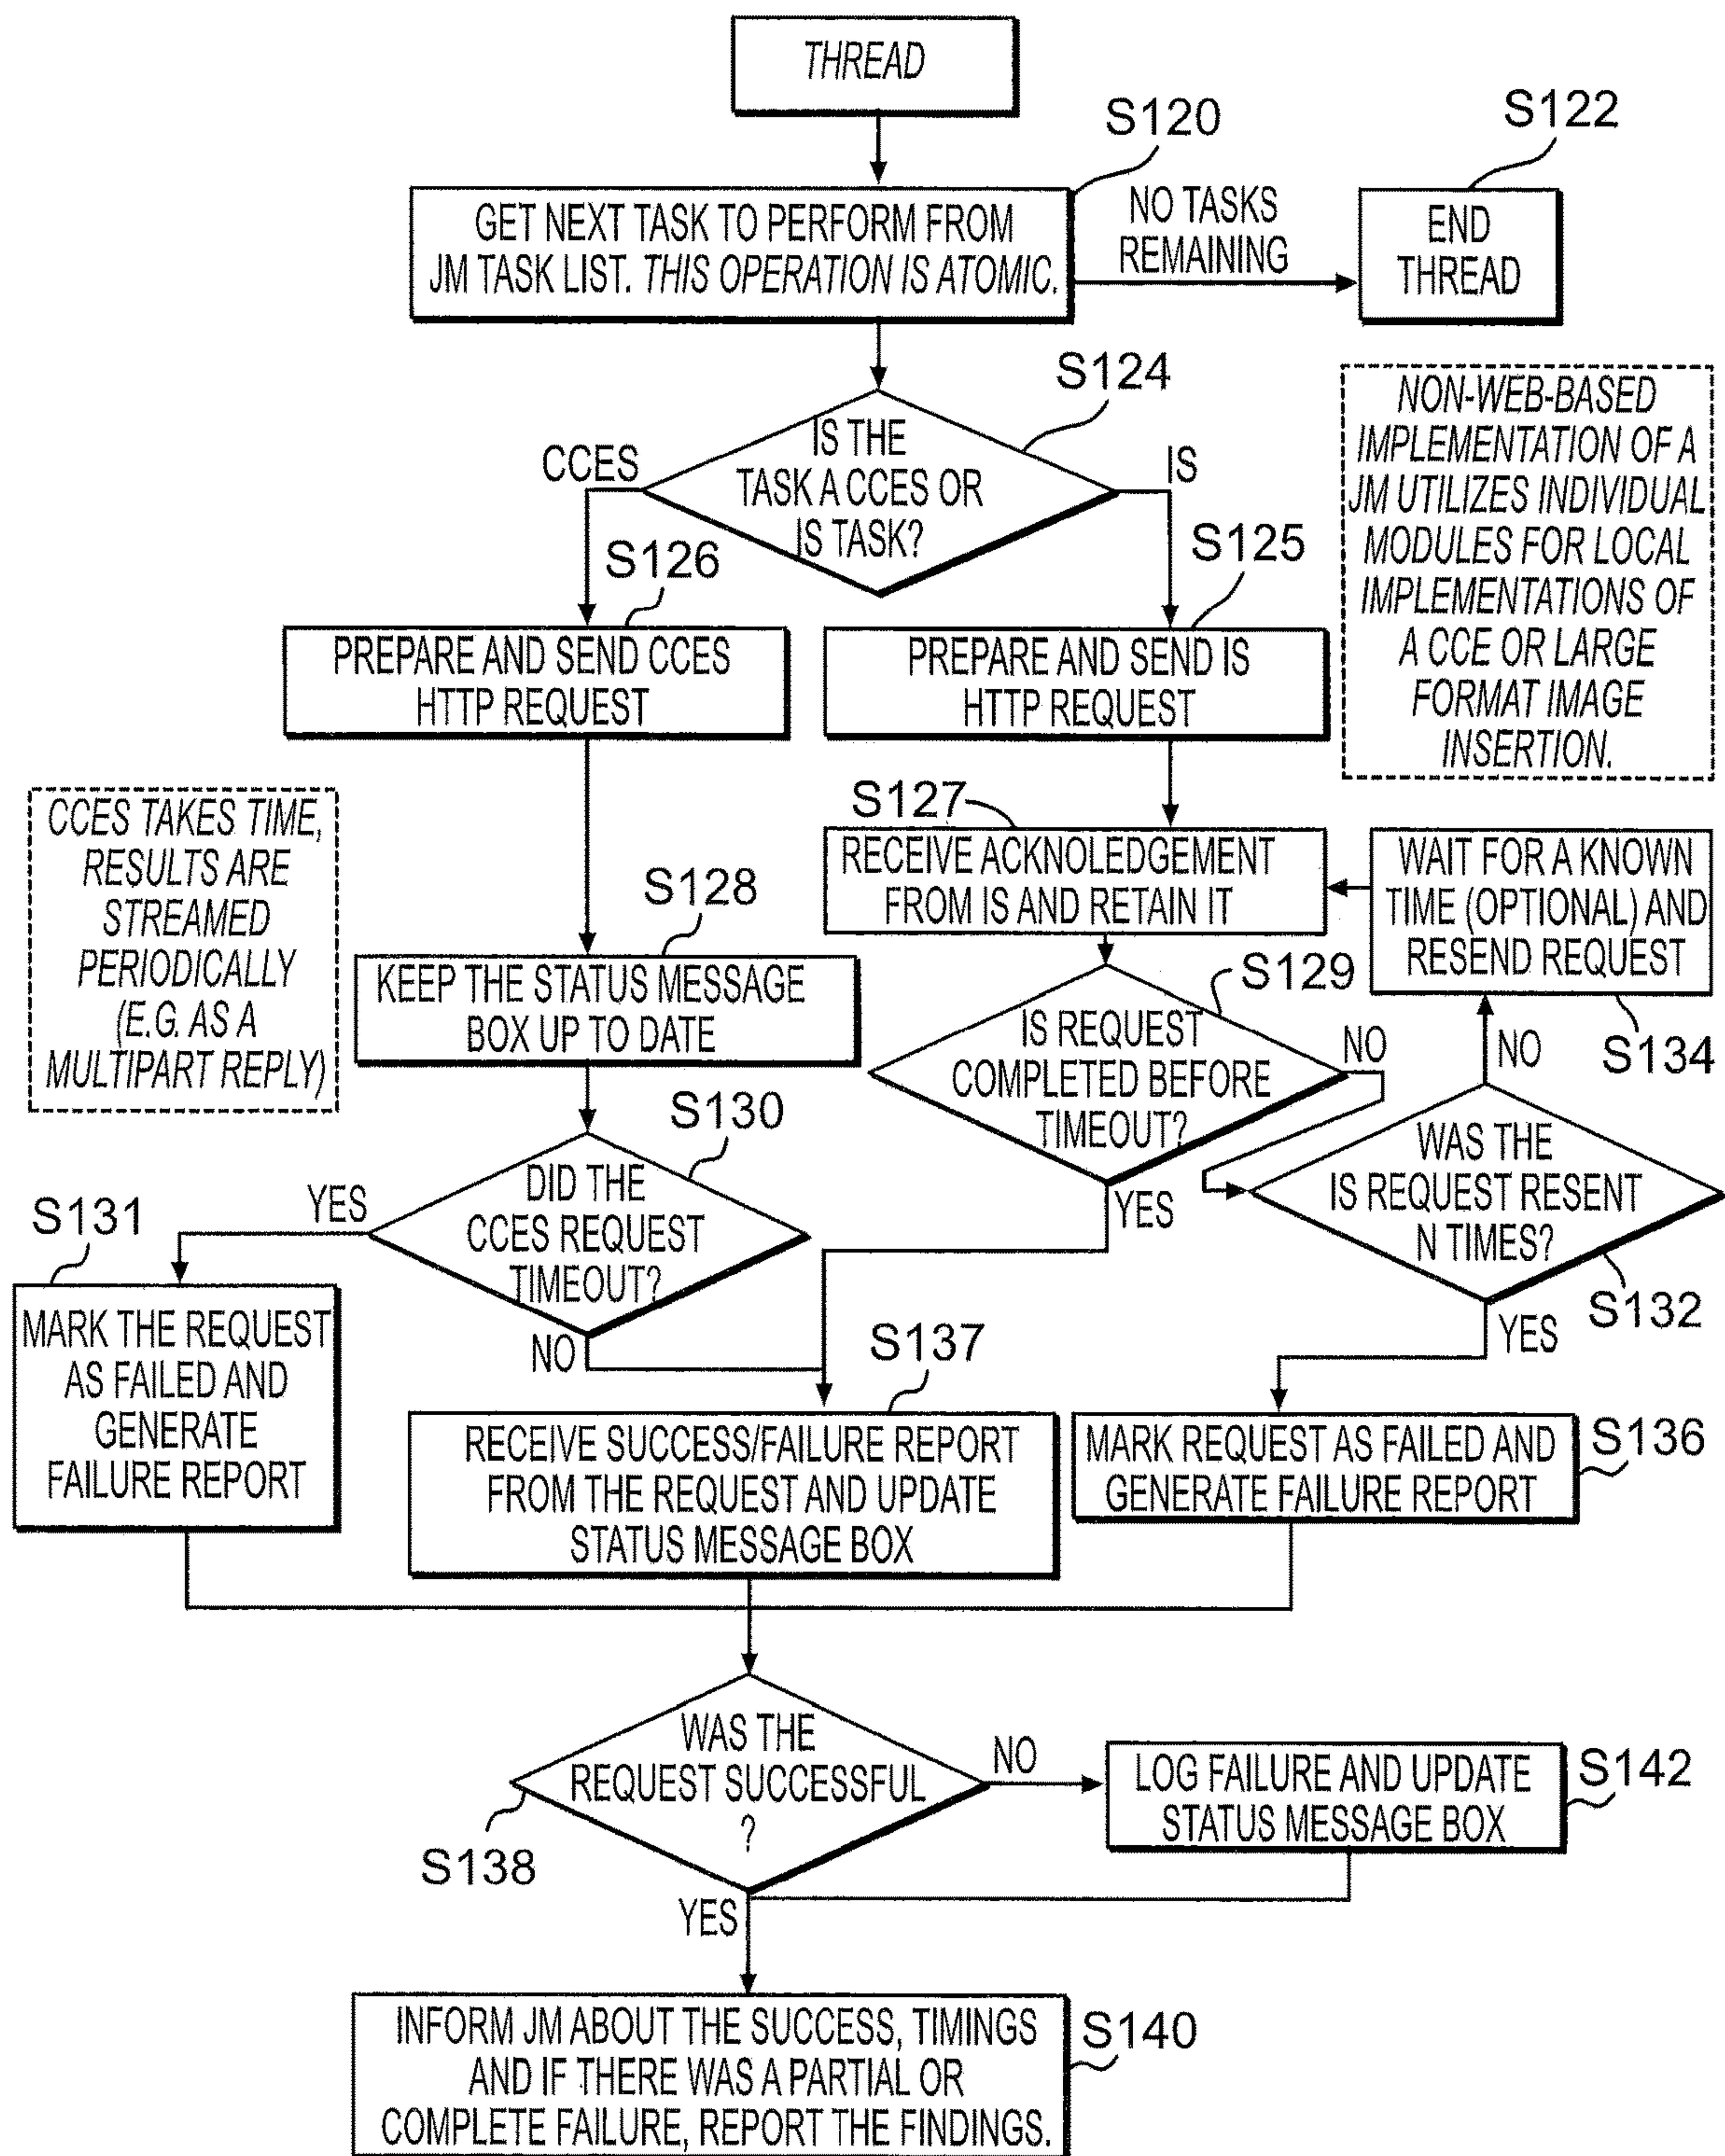 THREAD
S120
S122
GET NEXT TASK TO PERFORM FROM
JM TASK LIST. THIS OPERATION IS ATOMIC.
NO TASKS
REMAINING
END
THREAD
S124
IS THE
TASK A CCES OR
IS TASK?
CCES
IS
NON-WEB-BASED
IMPLEMENTATION OF A
JM UTILIZES INDIVIDUAL
MODULES FOR LOCAL
IMPLEMENTATIONS OF
A CCE OR LARGE
FORMAT IMAGE
INSERTION.
S126
S125
PREPARE AND SEND CCES
HTTP REQUEST
PREPARE AND SEND IS
HTTP REQUEST
CCES TAKES TIME,
RESULTS ARE
STREAMED
PERIODICALLY
(E.G. AS A
MULTIPART REPLY)
S127
RECEIVE ACKNOLEDGEMENT
FROM IS AND RETAIN IT
WAIT FOR A KNOWN
TIME (OPTIONAL) AND
RESEND REQUEST
S134
S128
KEEP THE STATUS MESSAGE
BOX UP TO DATE
S129
IS REQUEST
COMPLETED BEFORE
TIMEOUT?
NO
YES
NO
WAS THE
IS REQUEST RESENT
N TIMES?
S132
YES
S130
DID THE
CCES REQUEST
TIMEOUT?
YES
NO
S131
MARK THE REQUEST
AS FAILED AND
GENERATE
FAILURE REPORT
S137
RECEIVE SUCCESS/FAILURE REPORT
FROM THE REQUEST AND UPDATE
STATUS MESSAGE BOX
MARK REQUEST AS FAILED AND
GENERATE FAILURE REPORT
S136
WAS THE
REQUEST SUCCESSFUL
?
S138
NO
LOG FAILURE AND UPDATE
STATUS MESSAGE BOX
S142
YES
INFORM JM ABOUT THE SUCCESS, TIMINGS
AND IF THERE WAS A PARTIAL OR
COMPLETE FAILURE, REPORT THE FINDINGS.
S140